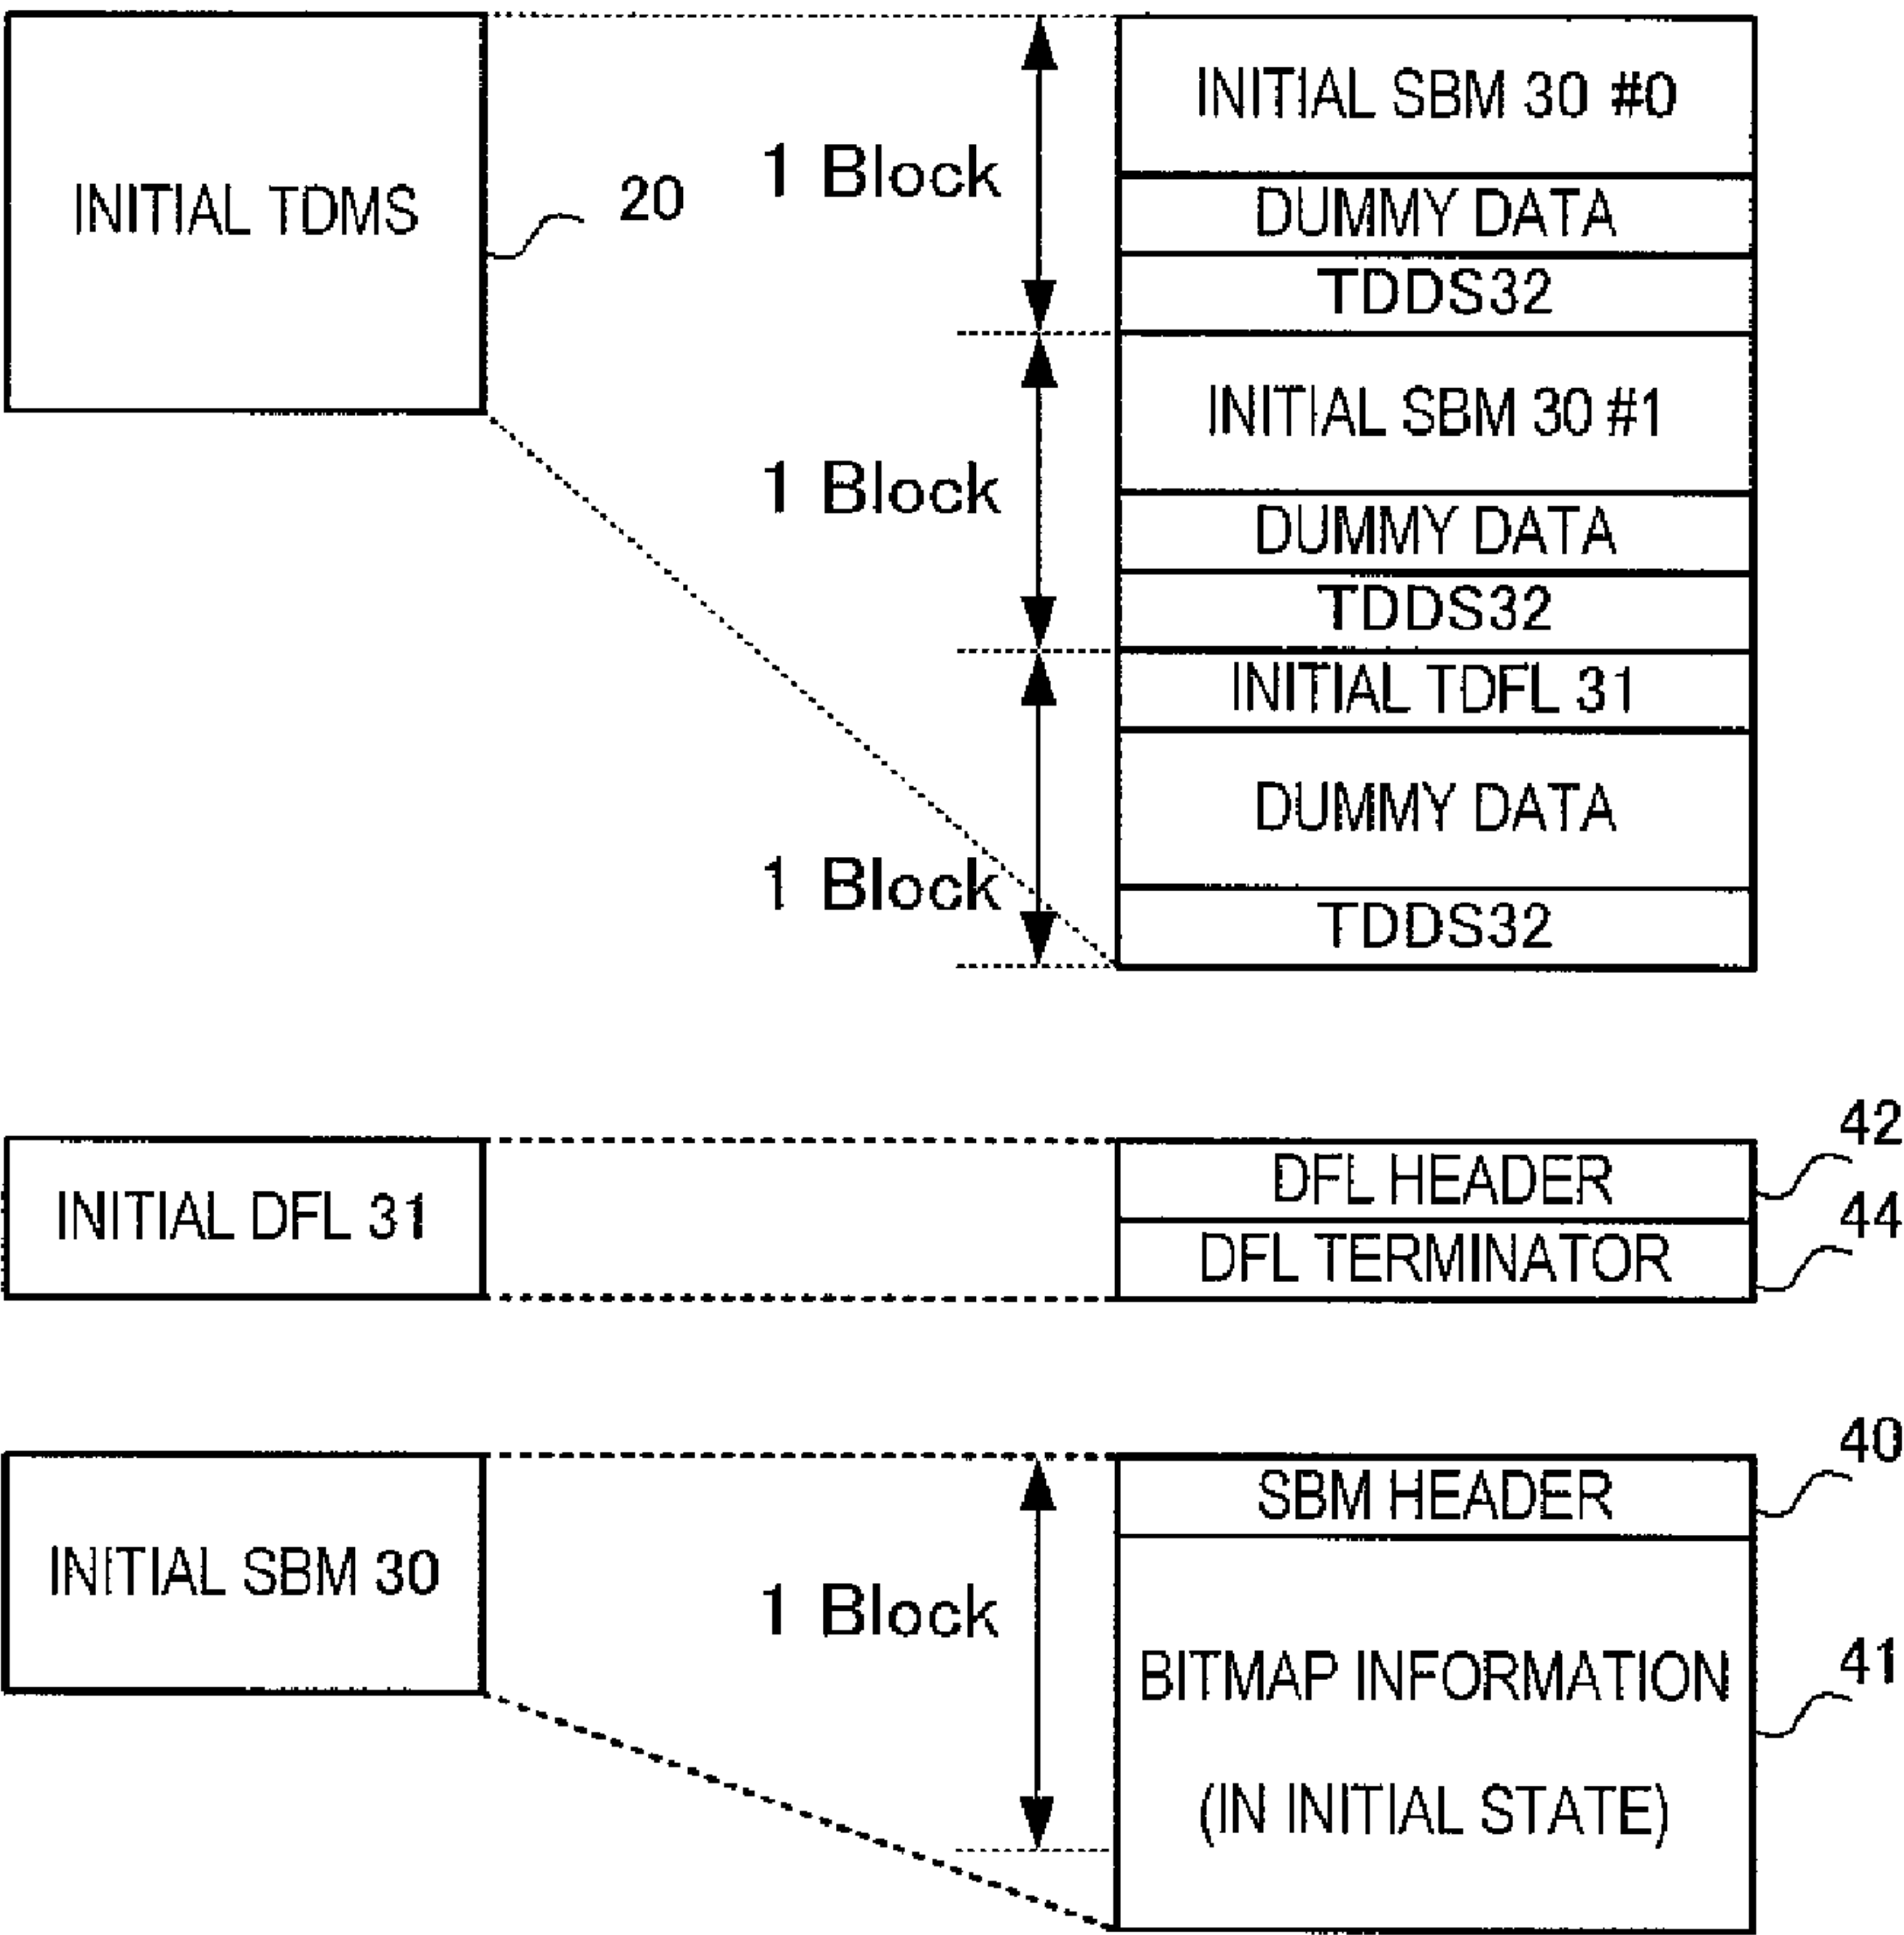 INITIAL TDMS
20
1 Block
INITIAL SBM 30 #0
DUMMY DATA
TDDS32
1 Block
INITIAL SBM 30 #1
DUMMY DATA
TDDS32
1 Block
INITIAL TDFL 31
DUMMY DATA
TDDS32
INITIAL DFL 31
DFL HEADER
42
DFL TERMINATOR
44
INITIAL SBM 30
1 Block
SBM HEADER
40
BITMAP INFORMATION
(IN INITIAL STATE)
41